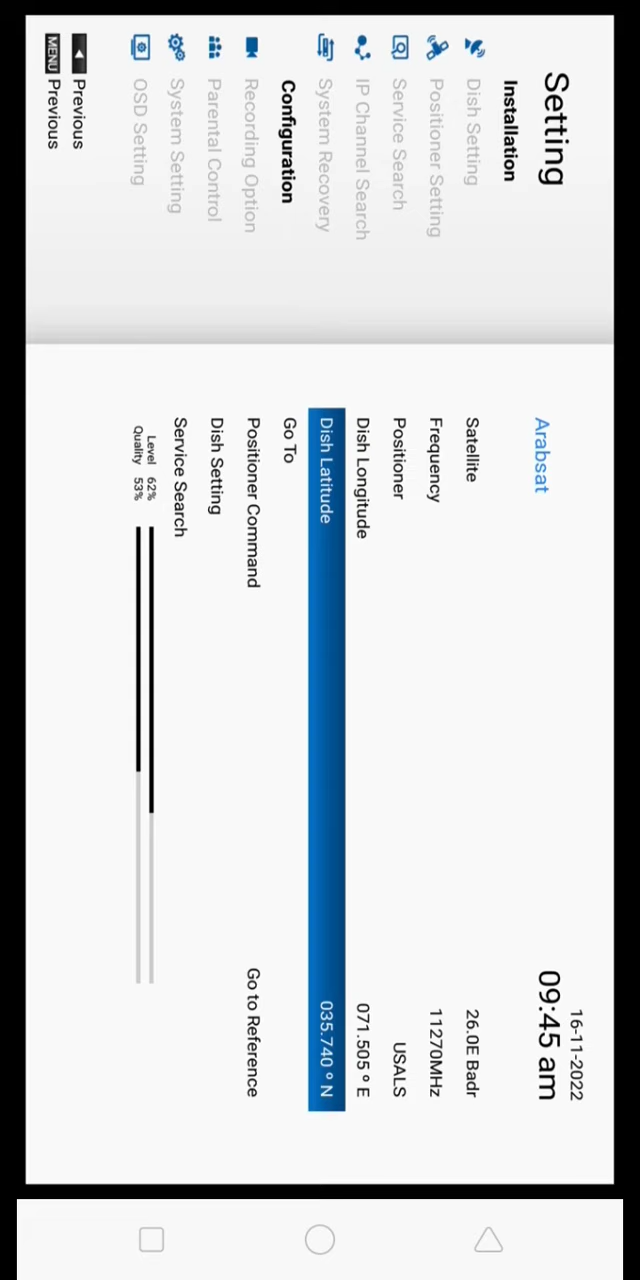 Setting
Installation
Dish Setting
Positioner Setting
Service Search
IP Channel Search
System Recovery
Configuration
Recording Option
Parental Control
System Setting
OSD Setting
Previous
MENU Previous
16-11-2022
Arabsat 09:45 am
Satellite 26.0E Badr
Frequency 11270MHz
Positioner USALS
Dish Longitude 071.505 º E
Dish Latitude 035.740 º N
Go To
Positioner Command Go to Reference
Dish Setting
Service Search
Level 62%
Quality 53%